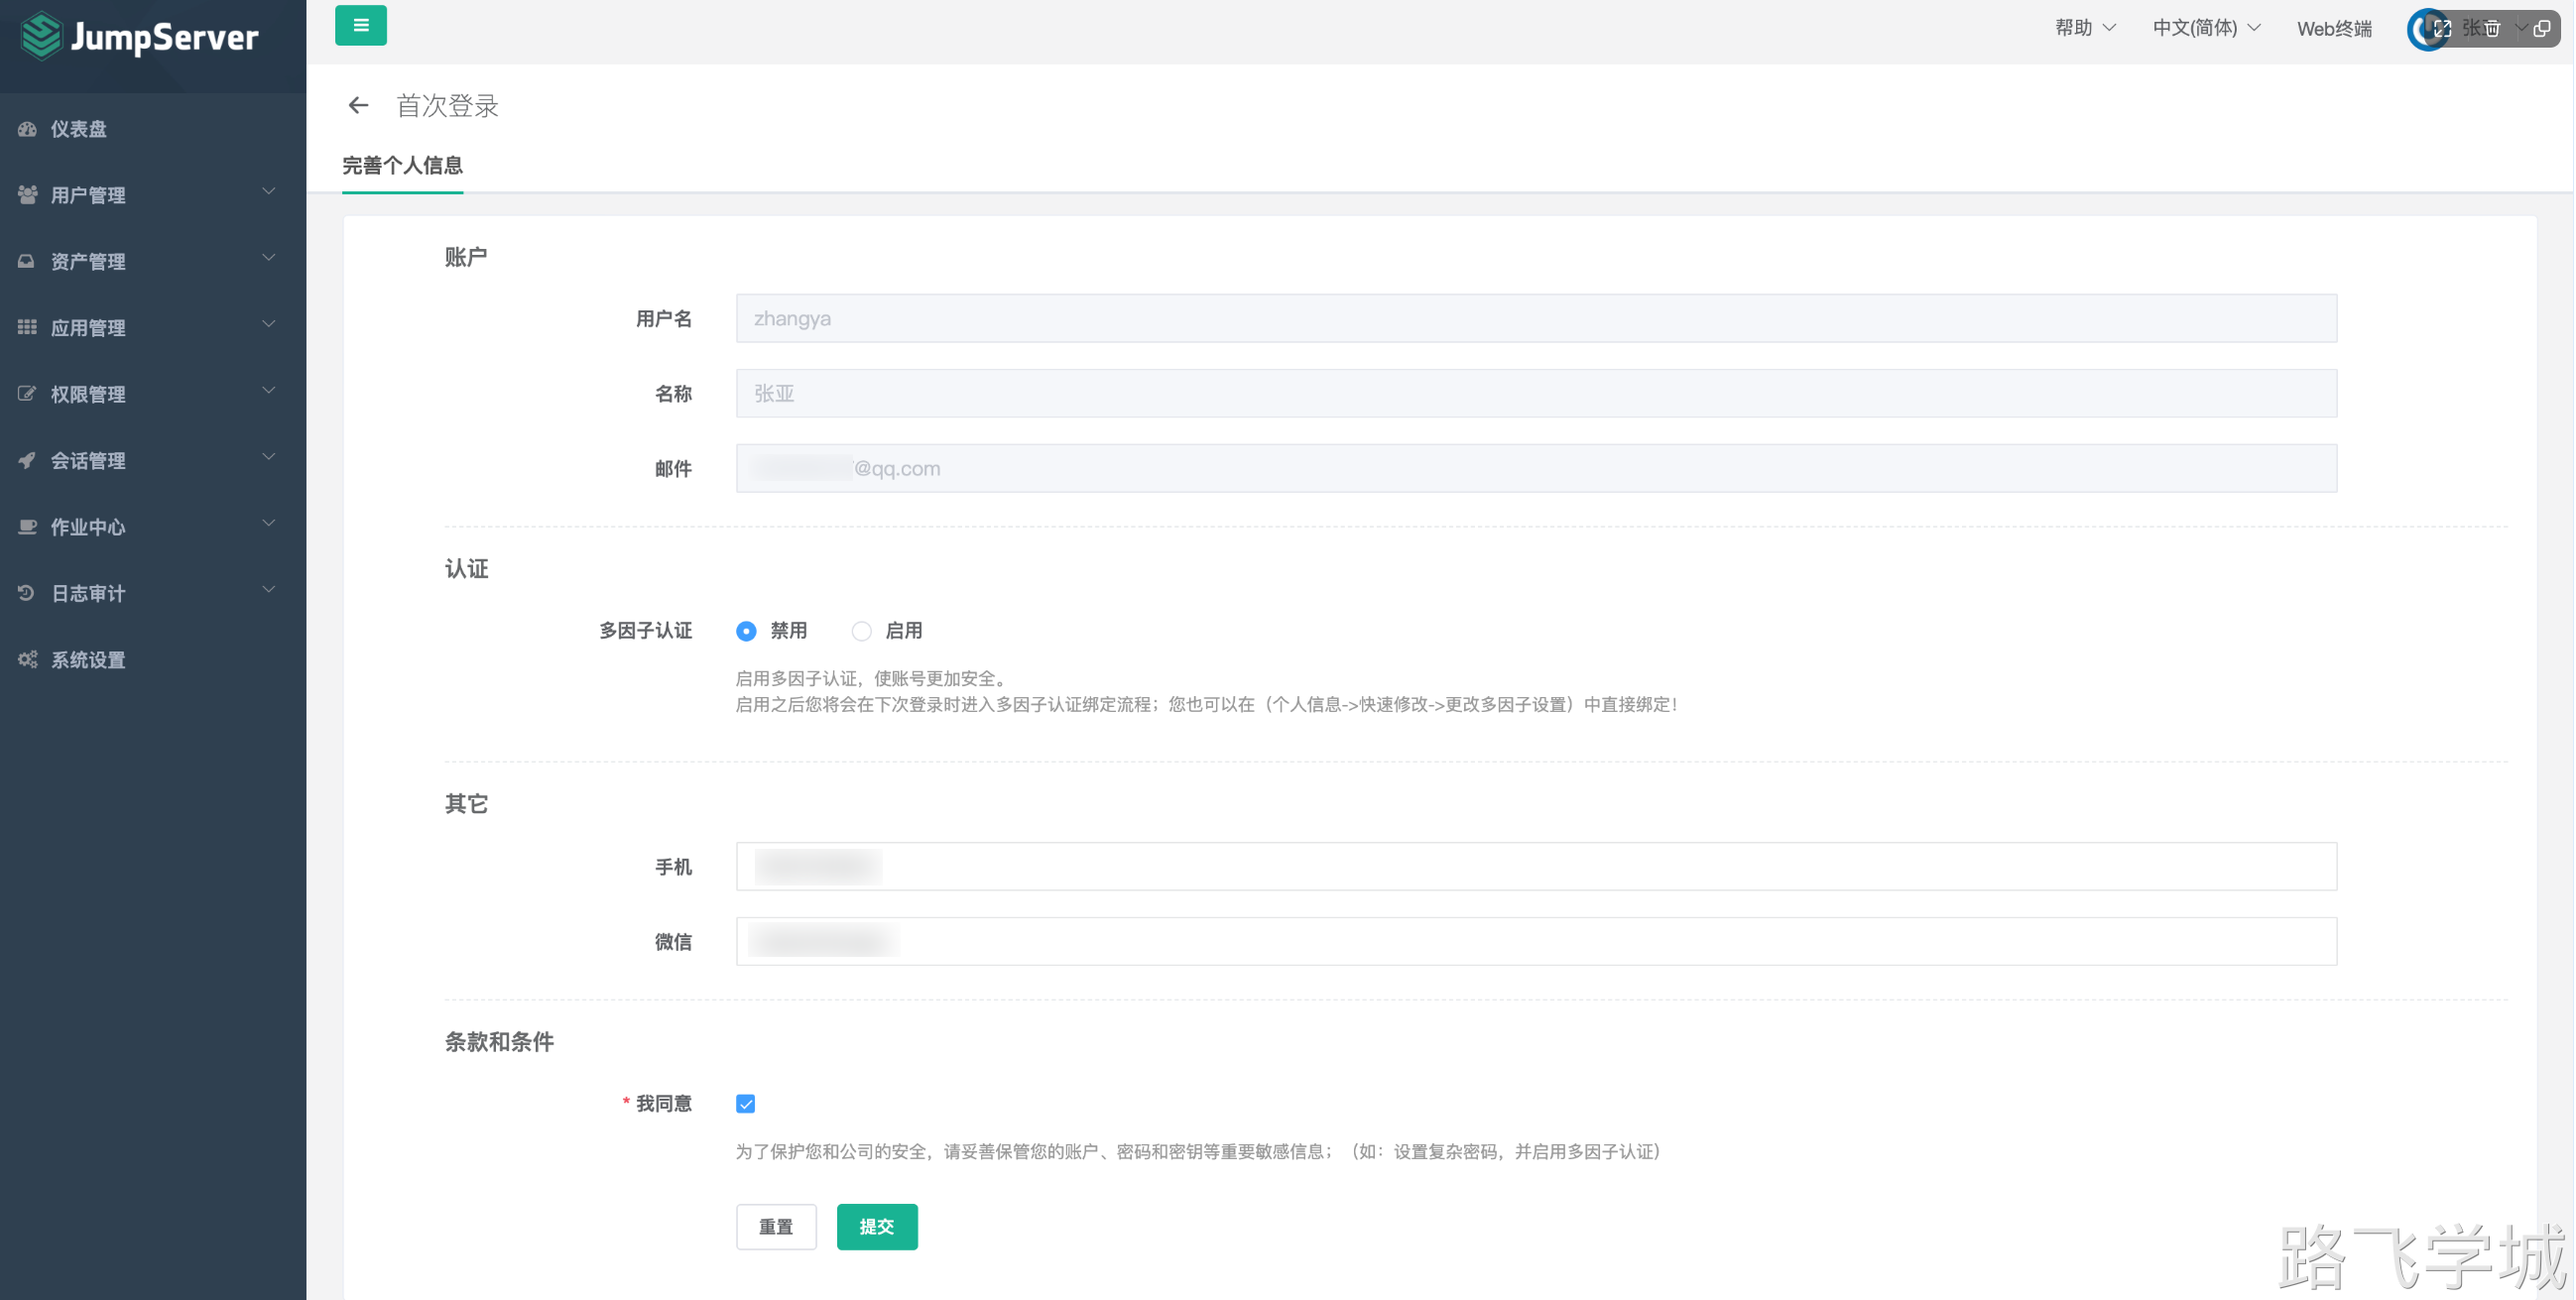 JumpServer
帮助
中文(简体)
Web终端
仪表盘
用户管理
资产管理
应用管理
权限管理
会话管理
作业中心
日志审计
系统设置
首次登录
完善个人信息
账户
用户名
zhangya
名称
张亚
邮件
@qq.com
认证
多因子认证
禁用
启用
启用多因子认证，使账号更加安全。
启用之后您将会在下次登录时进入多因子认证绑定流程；您也可以在（个人信息->快速修改->更改多因子设置）中直接绑定！
其它
手机
微信
条款和条件
* 我同意
为了保护您和公司的安全，请妥善保管您的账户、密码和密钥等重要敏感信息；（如：设置复杂密码，并启用多因子认证）
重置
提交
路飞学城